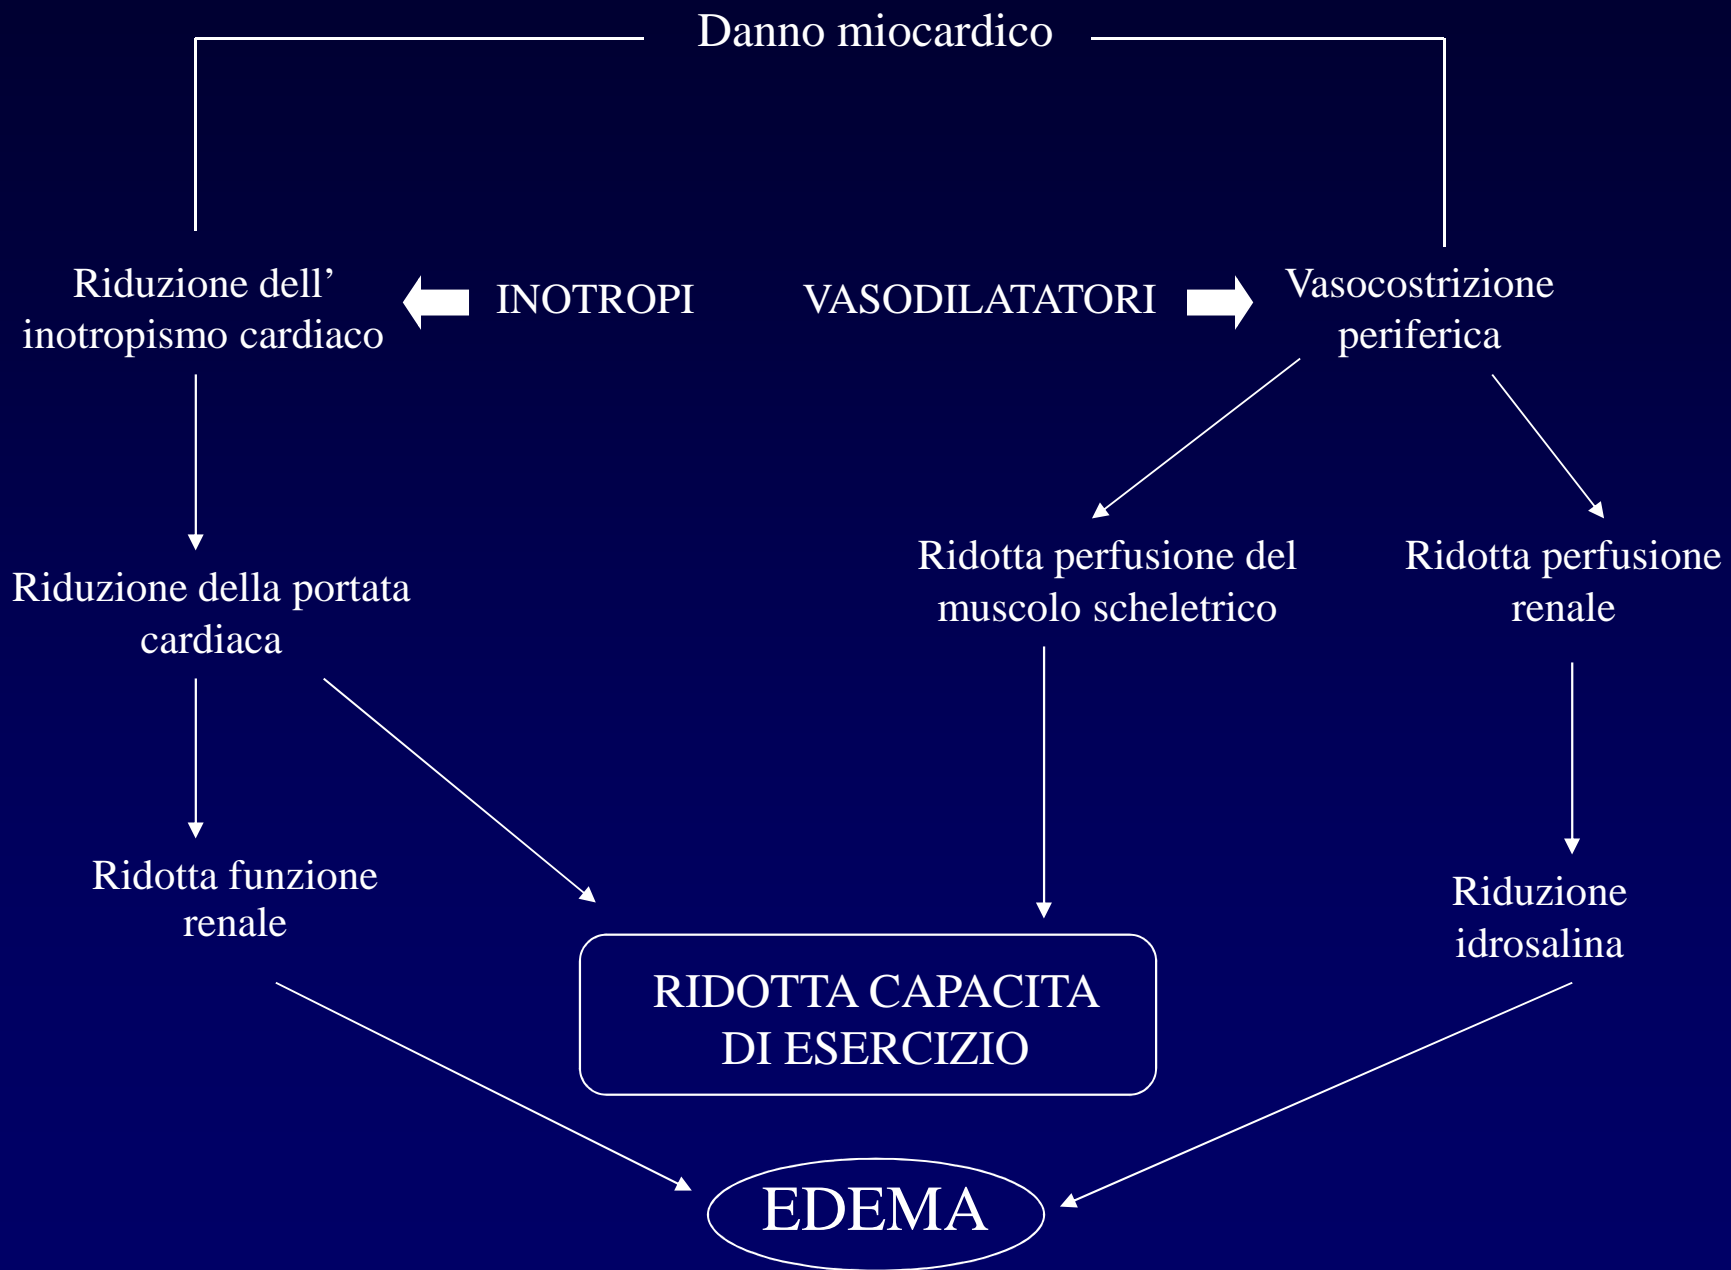 Danno miocardico
Riduzione dell’
inotropismo cardiaco
INOTROPI
VASODILATATORI
Vasocostrizione
periferica
Riduzione della portata
cardiaca
Ridotta perfusione del
muscolo scheletrico
Ridotta perfusione
renale
Ridotta funzione
renale
RIDOTTA CAPACITA
DI ESERCIZIO
Riduzione
idrosalina
EDEMA